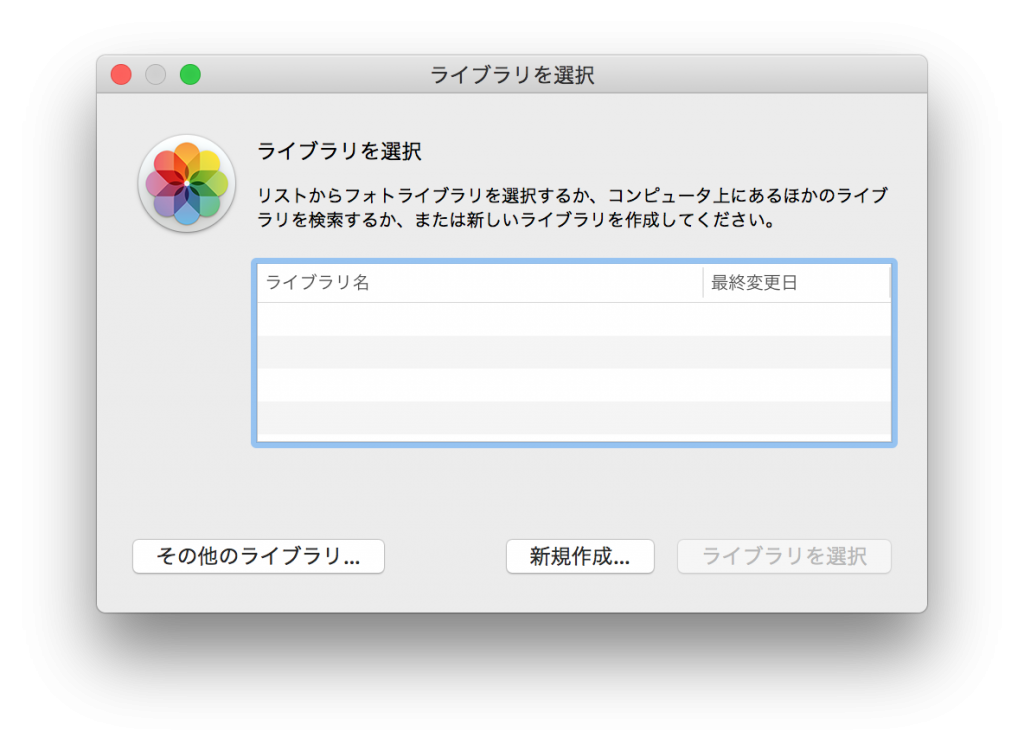 ライブラリを選択
ライブラリを選択
リストからフォトライブラリを選択するか、コンピュータ上にあるほかのライブ
ラリを検索するか、または新しいライブラリを作成してください。
ライブラリ名 最終変更日
その他のライブラリ... 新規作成... ライブラリを選択